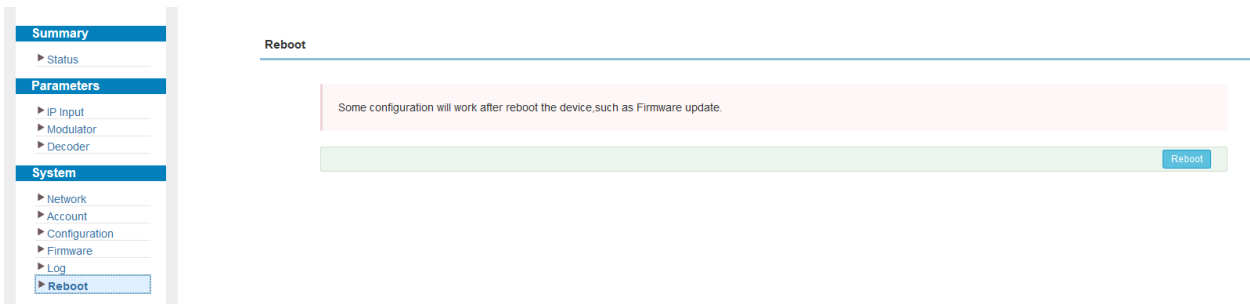 Summary
Status
Parameters
IP Input
Modulator
Decoder
System
Network
Account
Configuration
Firmware
Log
Reboot
Reboot
Some configuration will work after reboot the device,such as Firmware update.
Reboot